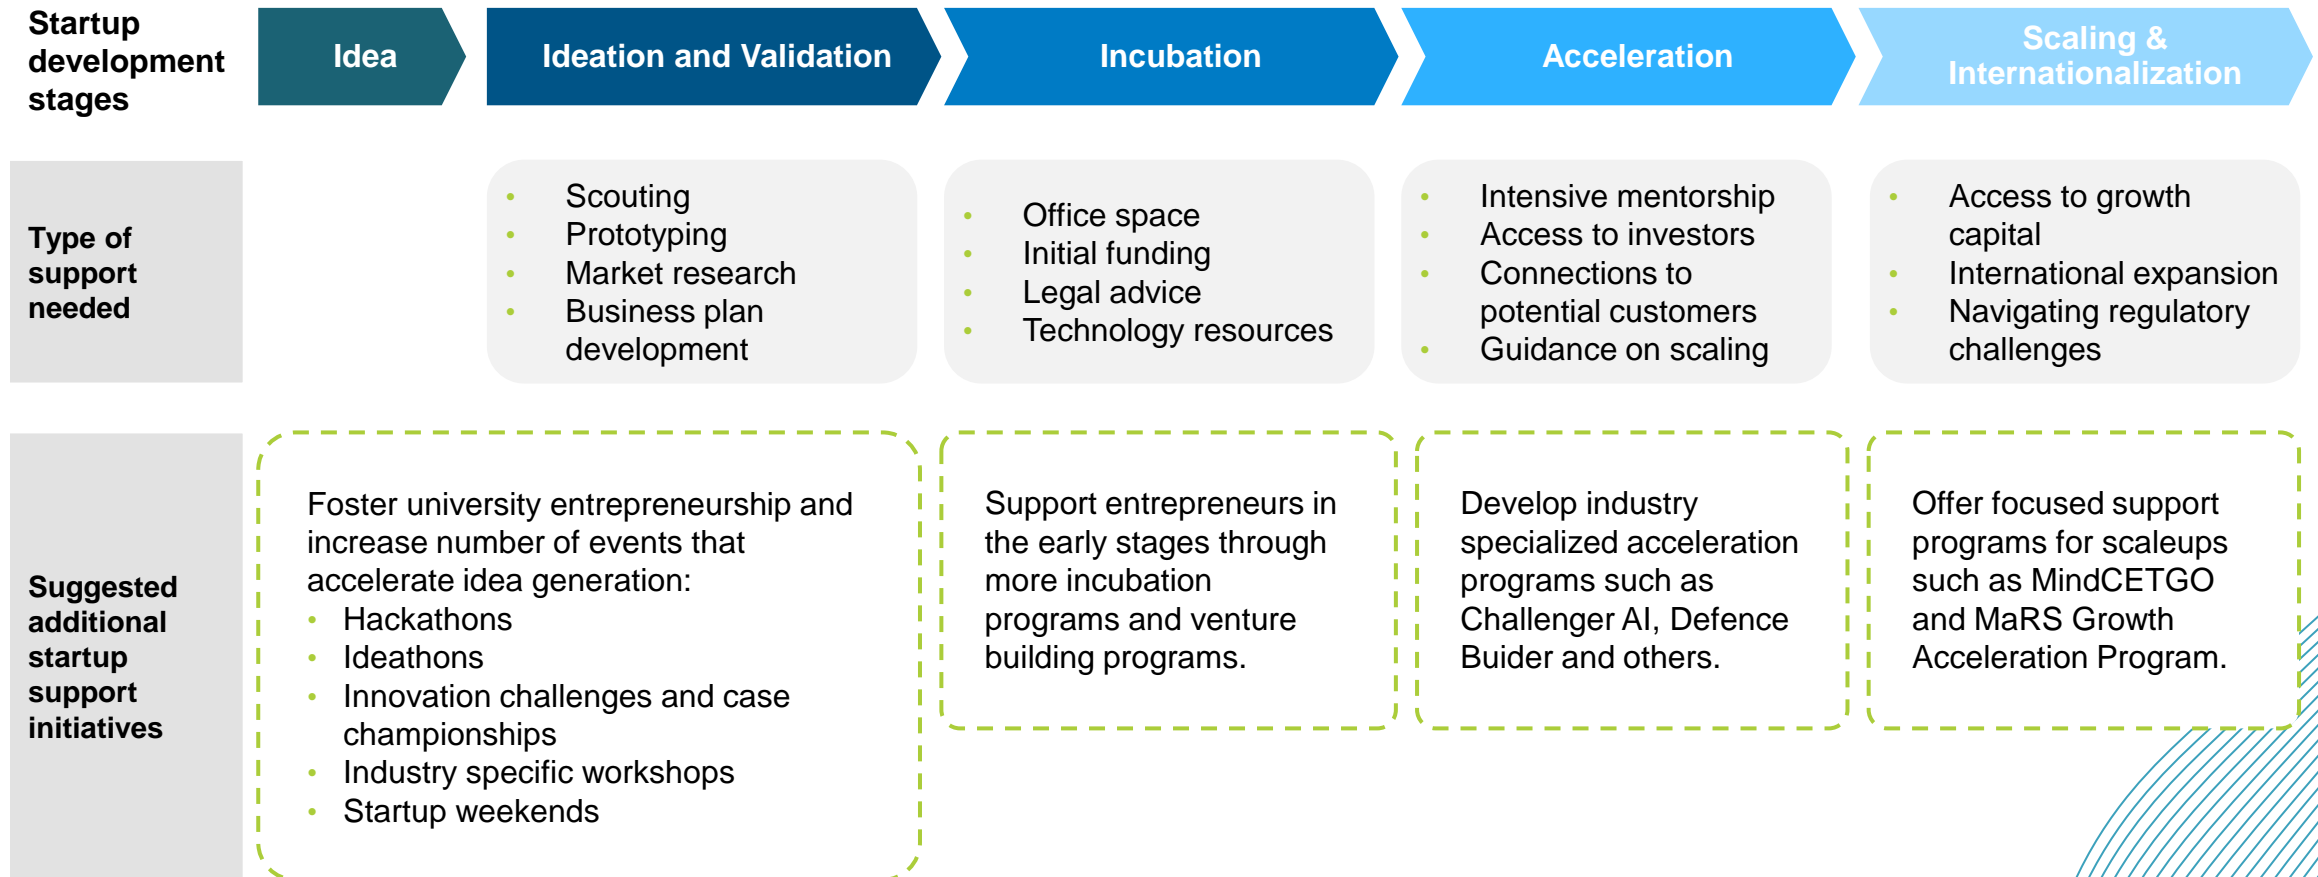 Startup
development
stages
Idea
Ideation and Validation
Incubation
Acceleration
Scaling &
Internationalization
Type of
support
needed
• Scouting
• Prototyping
• Market research
• Business plan
development
• Office space
• Initial funding
• Legal advice
• Technology resources
• Intensive mentorship
• Access to investors
• Connections to
potential customers
• Guidance on scaling
• Access to growth
capital
• International expansion
• Navigating regulatory
challenges
Suggested
additional
startup
support
initiatives
Foster university entrepreneurship and
increase number of events that
accelerate idea generation:
• Hackathons
• Ideathons
• Innovation challenges and case
championships
• Industry specific workshops
• Startup weekends
Support entrepreneurs in
the early stages through
more incubation
programs and venture
building programs.
Develop industry
specialized acceleration
programs such as
Challenger AI, Defence
Buider and others.
Offer focused support
programs for scaleups
such as MindCETGO
and MaRS Growth
Acceleration Program.